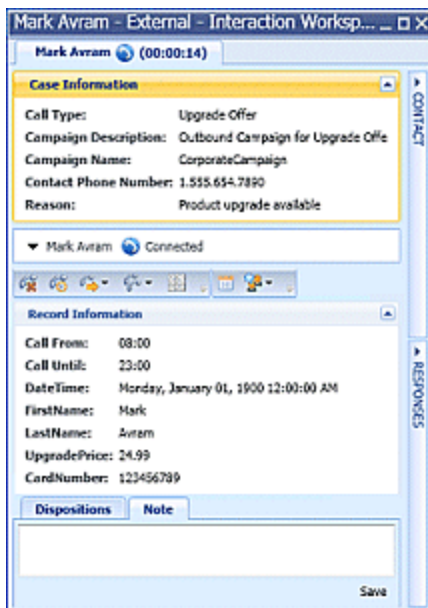 Mark Avram - External - Interaction Worksp...
Mark Avram (00:00:14)
Case Information
Call Type: Upgrade Offer
Campaign Description: Outbound Campaign for Upgrade Offe
Campaign Name: CorporateCampaign
Contact Phone Number: 1.555.654.7890
Reason: Product upgrade available
Mark Avram Connected
Record Information
Call From: 08:00
Call Until: 23:00
DateTime: Monday, January 01, 1900 12:00:00 AM
FirstName: Mark
LastName: Avram
UpgradePrice: 24.99
CardNumber: 123456789
Dispositions Note
Save
CONTACT
RESPONSES